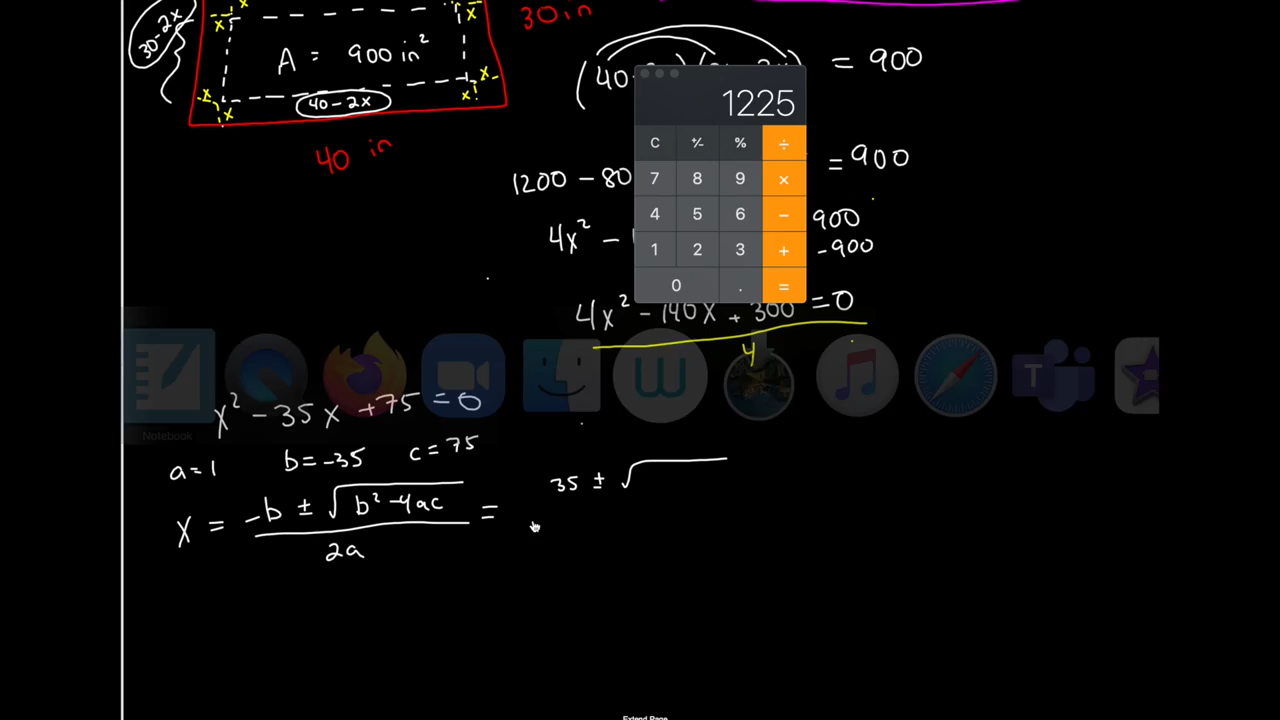 30-2x
x x x
30 in
A = 900 in²
x x x x
40-2x
40 in
(40- = 900
1225
C +/- % ÷
7 8 9 ×
4 5 6 −
1 2 3 +
0 . =
1200 - 80 = 900
4x² - 900
-900
4x² - 140x + 300 = 0
4
Notebook
x² - 35x + 75 = 0
a = 1 b = -35 c = 75
x = -b ± √b² - 4ac / 2a =
35 ± √
Extend Page